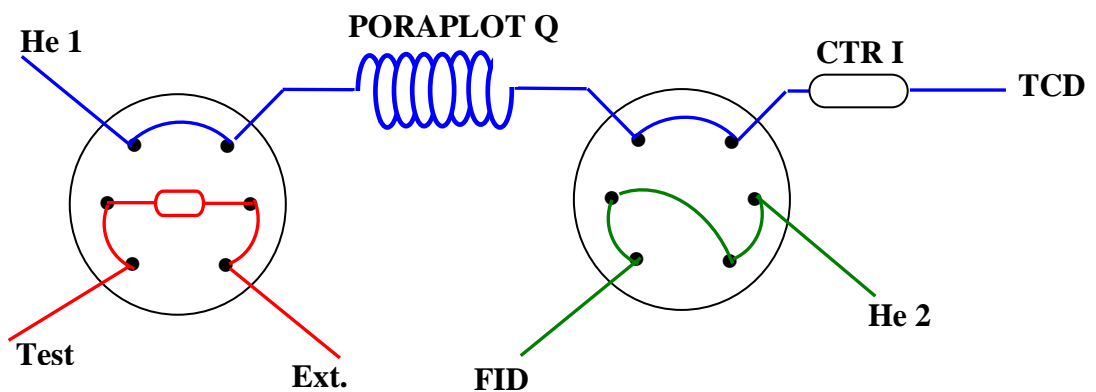 He 1
PORAPLOT Q
CTR I
TCD
Test
Ext.
FID
He 2